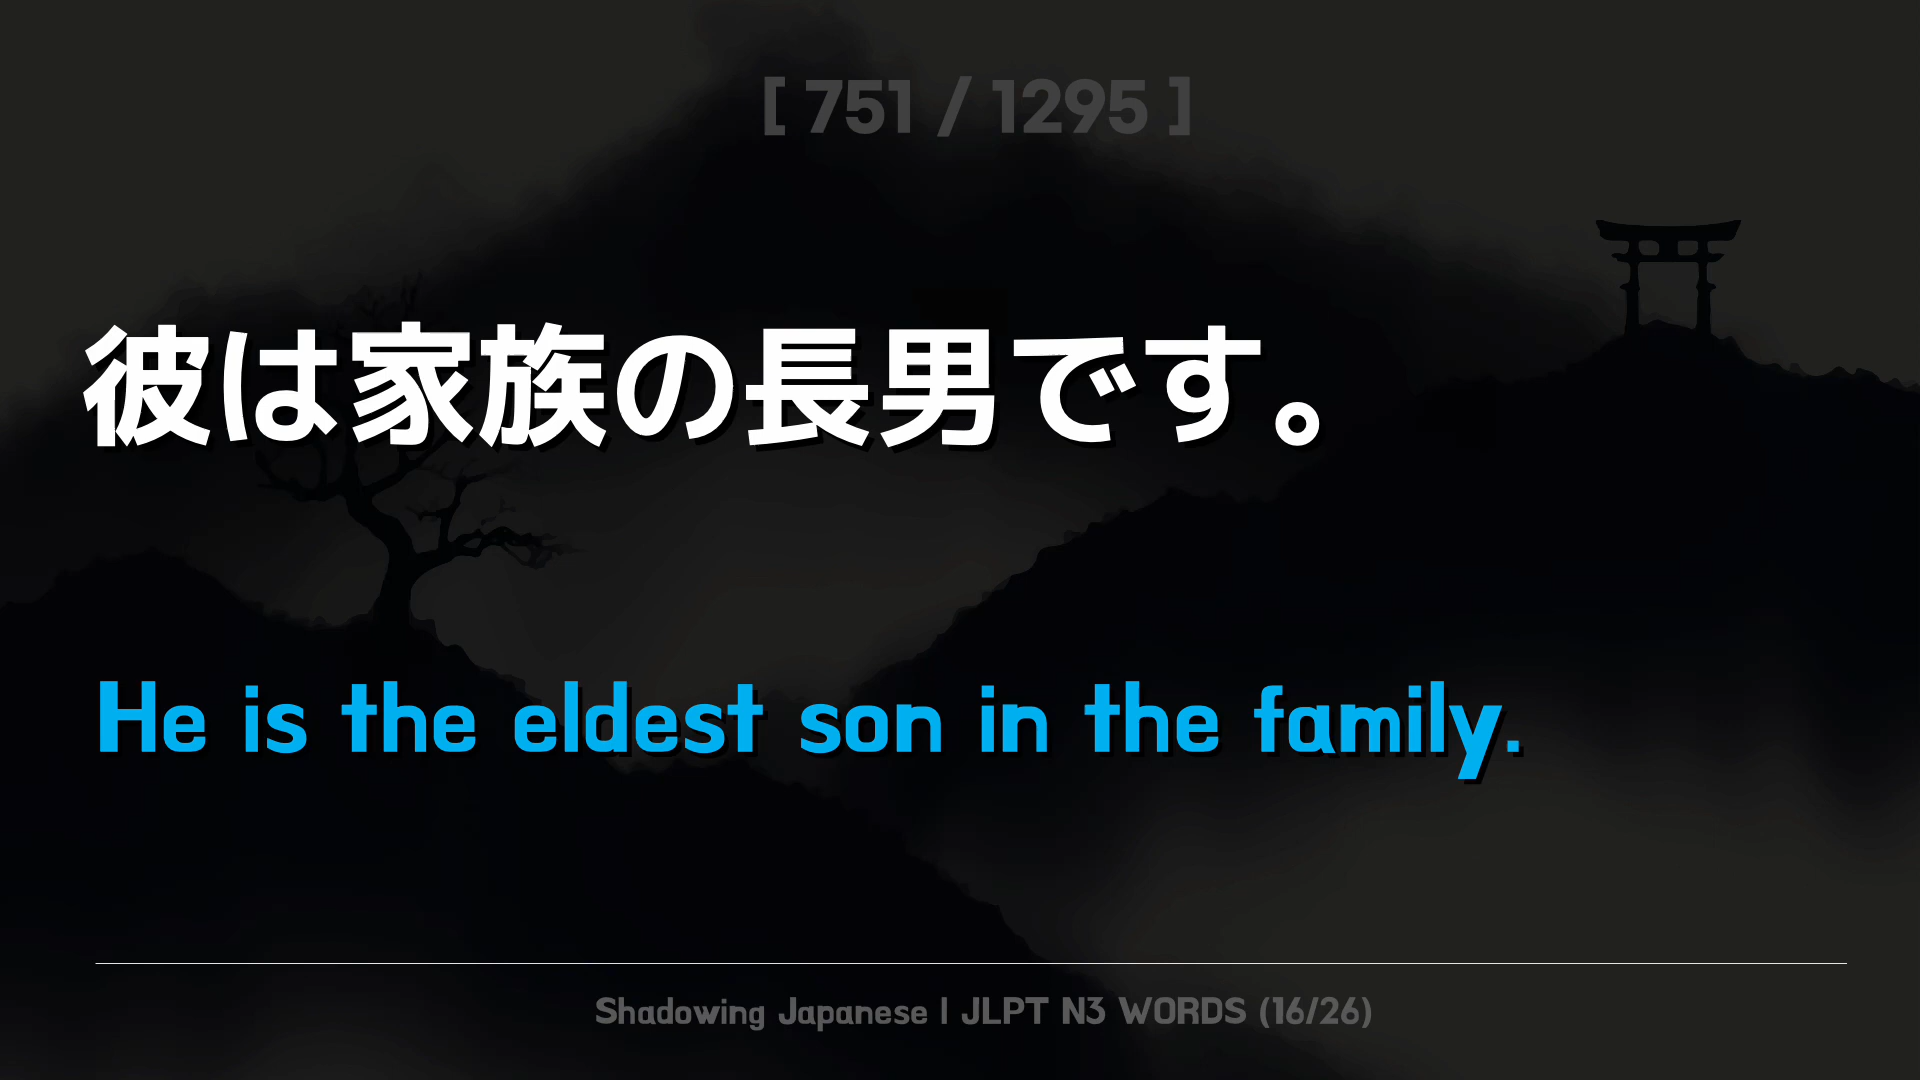 [ 751 / 1295 ]
彼は家族の長男です。
He is the eldest son in the family.
Shadowing Japanese | JLPT N3 WORDS (16/26)